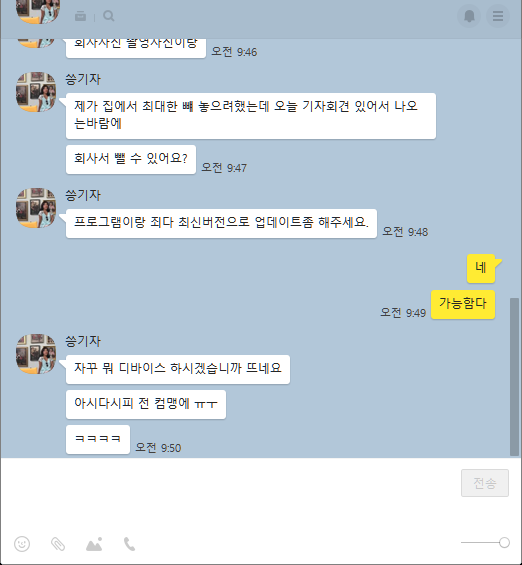 회사사진 촬영사진이랑
오전 9:46
쑝기자
제가 집에서 최대한 빼 놓으려했는데 오늘 기자회견 있어서 나오
는바람에
회사서 뺄 수 있어요?
오전 9:47
쑝기자
프로그램이랑 죄다 최신버전으로 업데이트좀 해주세요.
오전 9:48
네
오전 9:49
가능함다
쑝기자
자꾸 뭐 디바이스 하시겠습니까 뜨네요
아시다시피 전 컴맹에 ㅠㅜ
ㅋㅋㅋㅋ
오전 9:50
전송